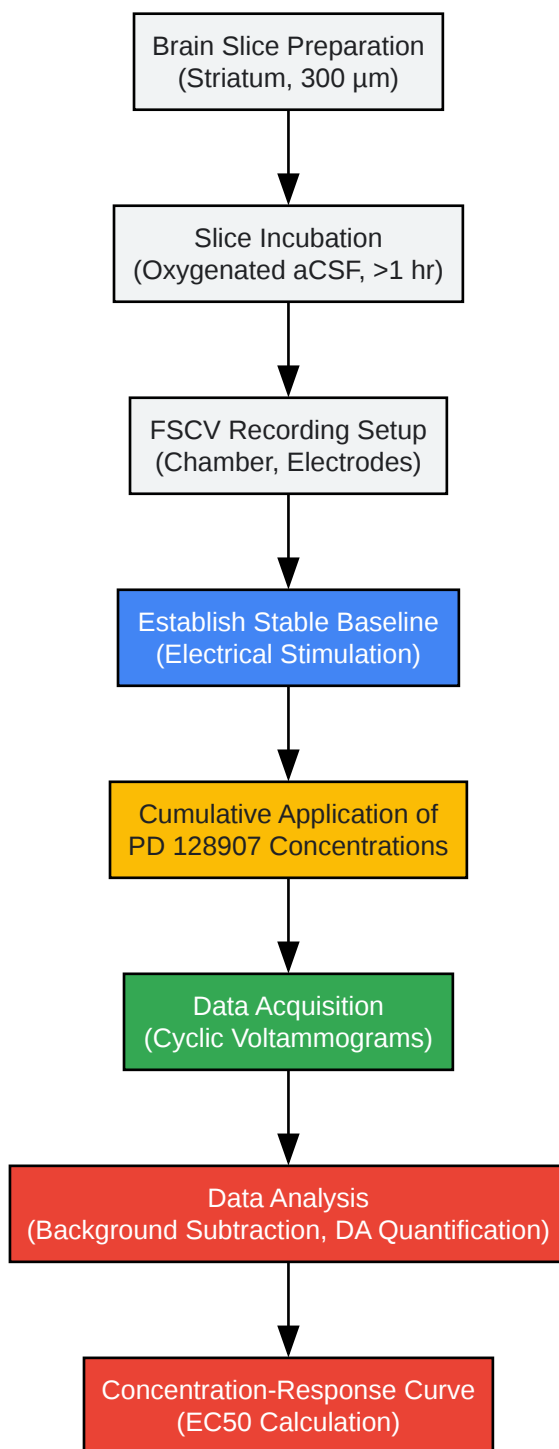 Brain Slice Preparation
(Striatum, 300 µm)
Slice Incubation
(Oxygenated aCSF, >1 hr)
FSCV Recording Setup
(Chamber, Electrodes)
Establish Stable Baseline
(Electrical Stimulation)
Cumulative Application of
PD 128907 Concentrations
Data Acquisition
(Cyclic Voltammograms)
Data Analysis
(Background Subtraction, DA Quantification)
Concentration-Response Curve
(EC50 Calculation)